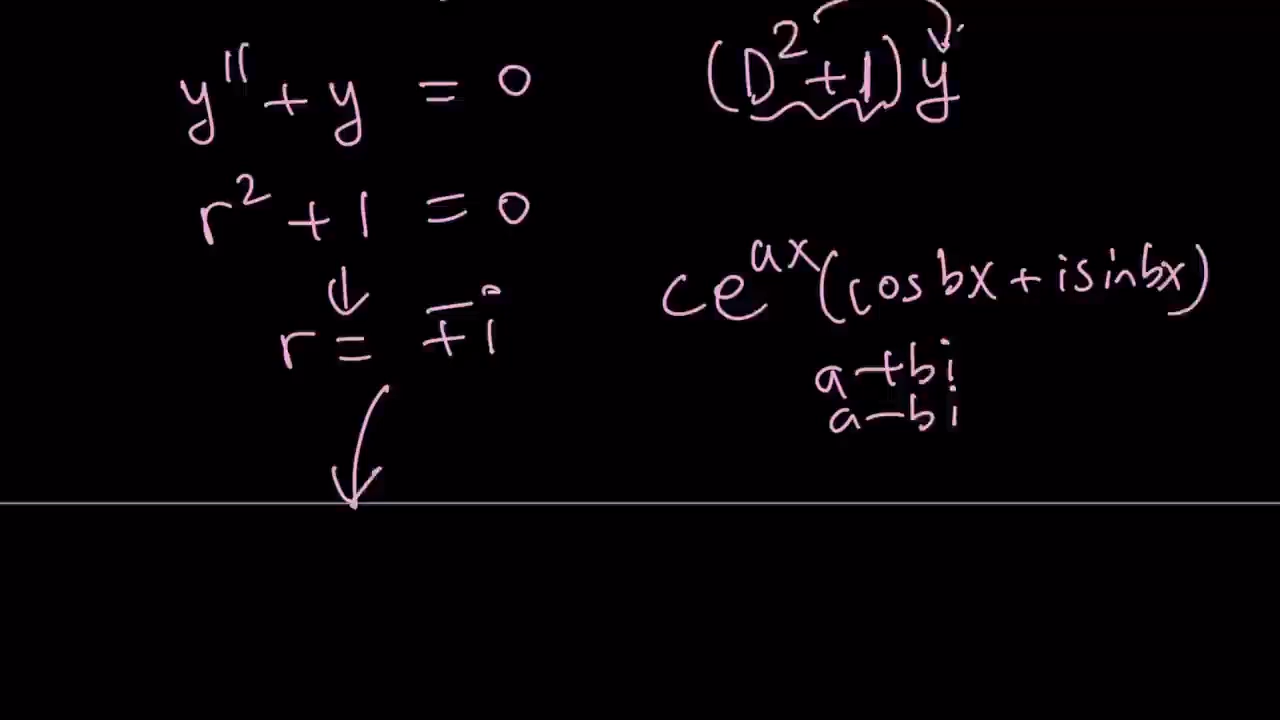 y'' + y = 0
(D² + 1) y
r² + 1 = 0
ce^{ax}(cos bx + i sin bx)
r = ∓i
a + bi
a - bi